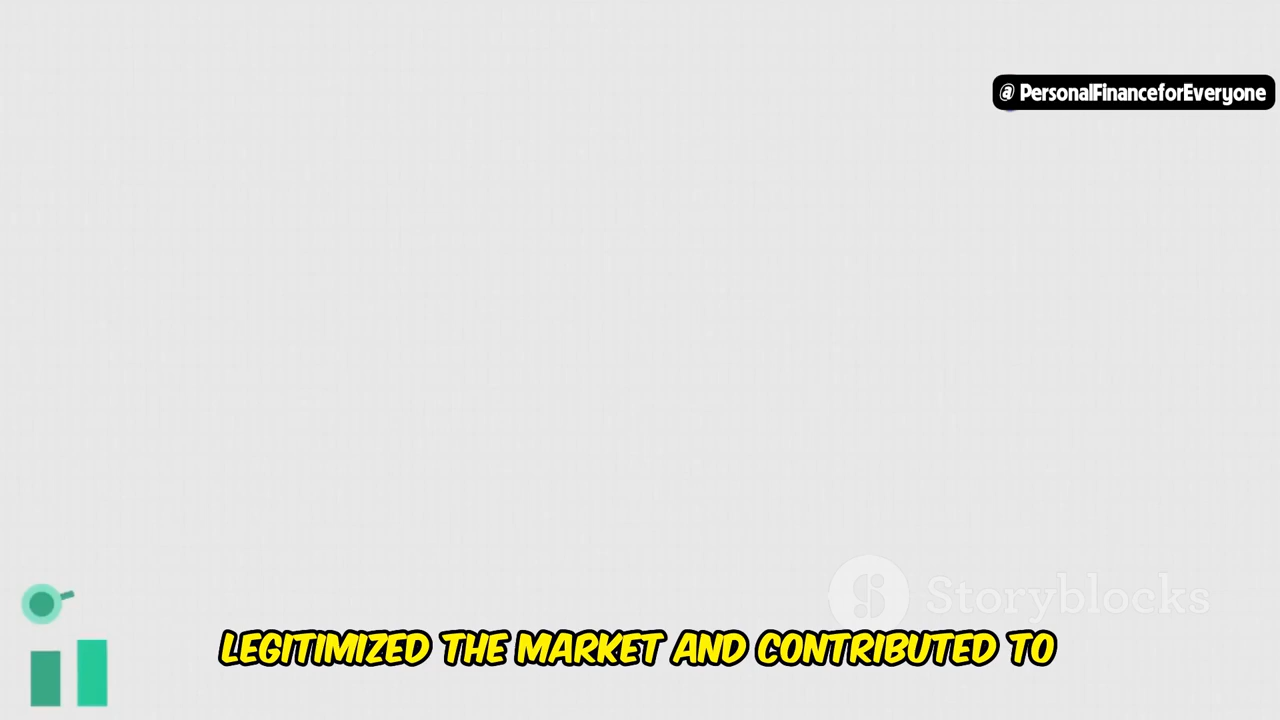 @ PersonalFinanceforEveryone
Storyblocks
LEGITIMIZED THE MARKET AND CONTRIBUTED TO